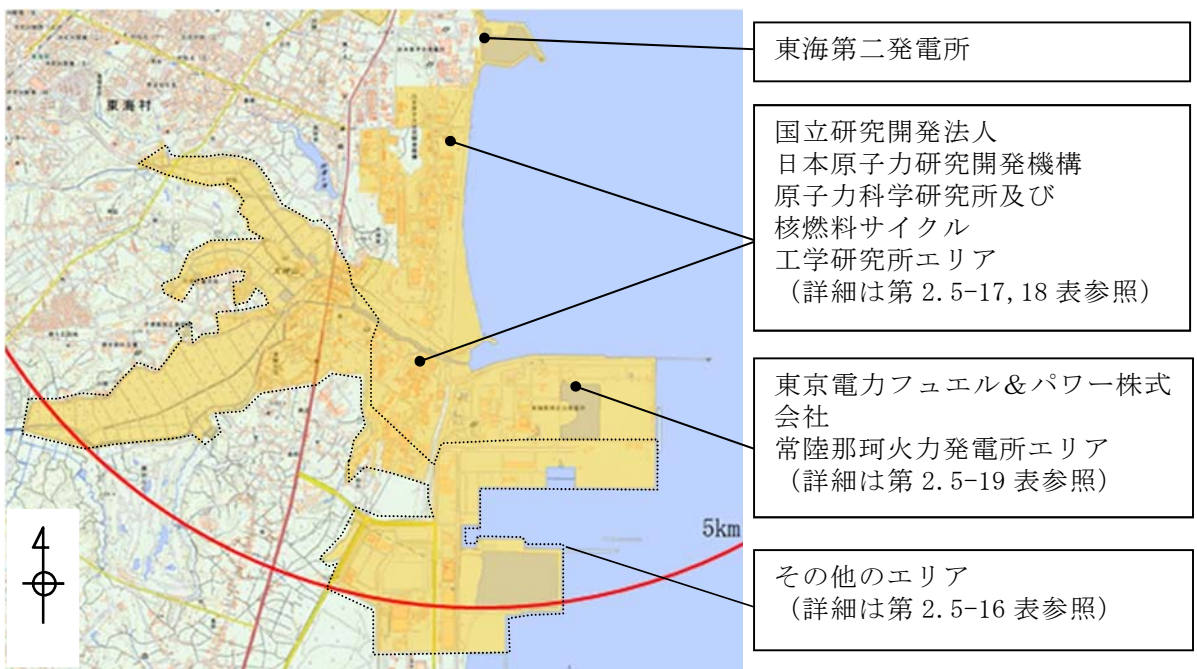 東海第二発電所
国立研究開発法人
日本原子力研究開発機構
原子力科学研究所及び
核燃料サイクル
工学研究所エリア
（詳細は第 2.5-17,18 表参照）
東京電力フュエル＆パワー株式
会社
常陸那珂火力発電所エリア
（詳細は第 2.5-19 表参照）
その他のエリア
（詳細は第 2.5-16 表参照）
東海村
5km